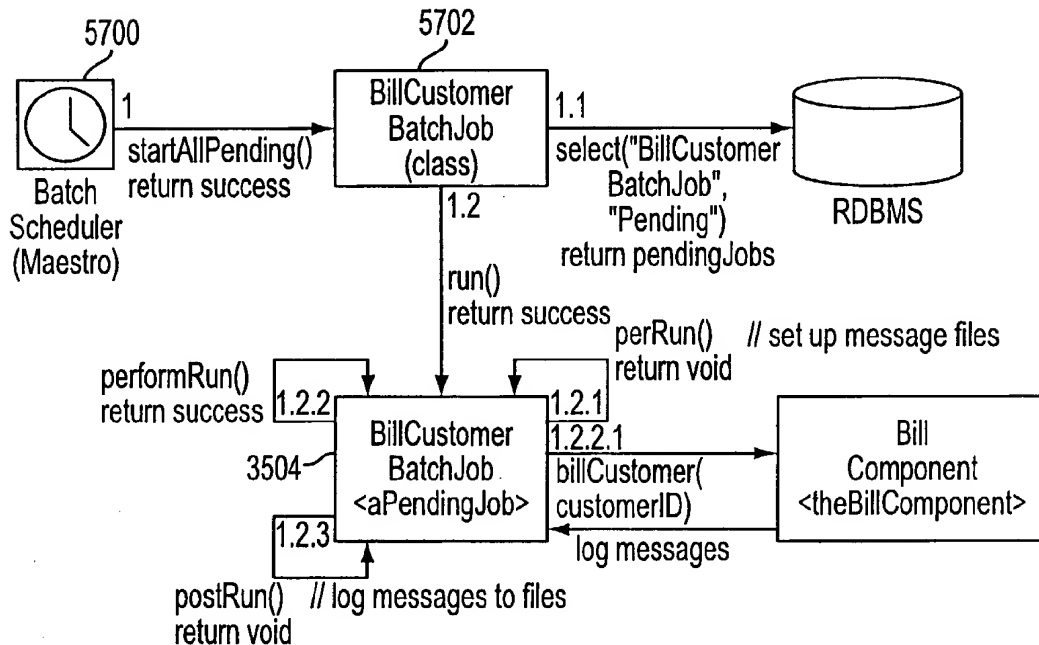 5700
5702
1
startAllPending()
return success
Batch
Scheduler
(Maestro)
BillCustomer
BatchJob
(class)
1.1
select("BillCustomer
BatchJob",
"Pending")
return pendingJobs
RDBMS
1.2
run()
return success
perRun() // set up message files
return void
performRun()
return success
1.2.2
1.2.1
3504
BillCustomer
BatchJob
<aPendingJob>
1.2.2.1
billCustomer(
customerID)
log messages
Bill
Component
<theBillComponent>
1.2.3
postRun() // log messages to files
return void